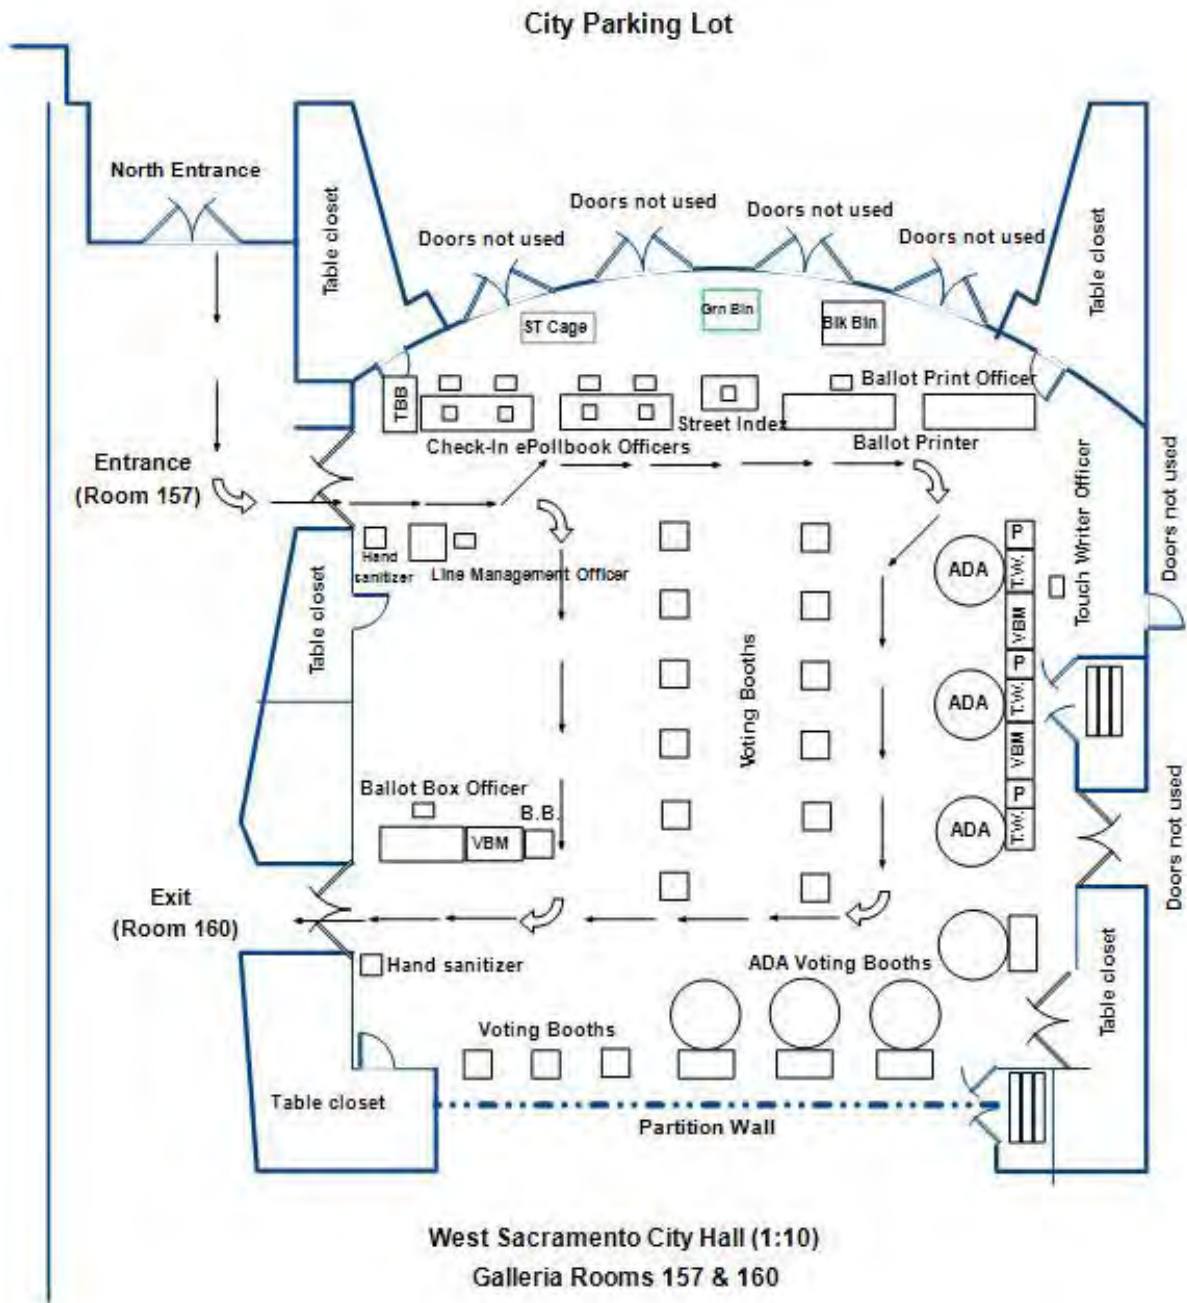 City Parking Lot
North Entrance
Table closet
Doors not used
Doors not used
Doors not used
Doors not used
Table closet
ST Cage
Grn Bin
Blk Bin
TBB
Ballot Print Officer
Street Index
Check-In ePollbook Officers
Ballot Printer
Entrance
(Room 157)
Hand
sanitizer
Line Management Officer
Table closet
Voting Booths
ADA
ADA
ADA
P
T.W.
VBM
P
T.W.
VBM
P
T.W.
Touch Writer Officer
Doors not used
Doors not used
Ballot Box Officer
B.B.
VBM
Exit
(Room 160)
Hand sanitizer
ADA Voting Booths
Table closet
Voting Booths
Table closet
Partition Wall
West Sacramento City Hall (1:10)
Galleria Rooms 157 & 160